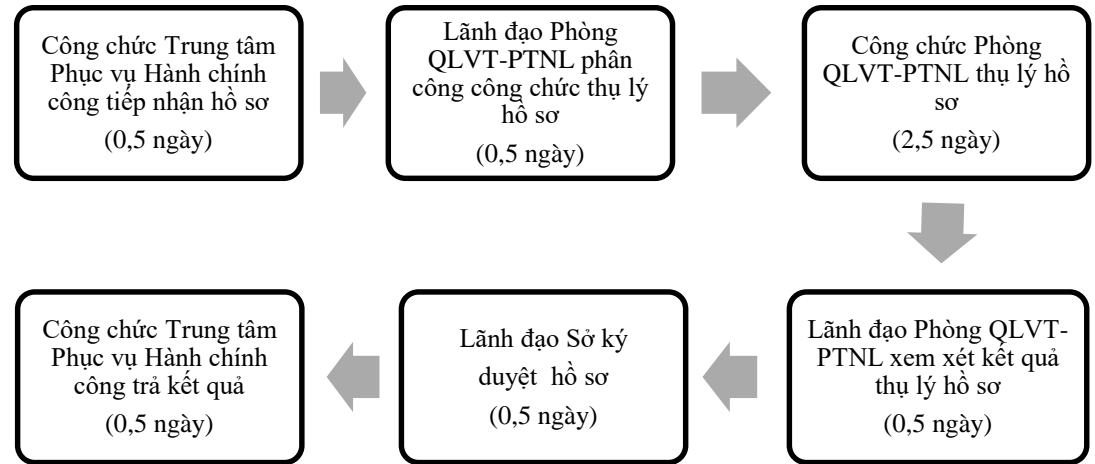 Công chức Trung tâm
Phục vụ Hành chính
công tiếp nhận hồ sơ
(0,5 ngày)
Lãnh đạo Phòng
QLVT-PTNL phân
công công chức thụ lý
hồ sơ
(0,5 ngày)
Công chức Phòng
QLVT-PTNL thụ lý hồ
sơ
(2,5 ngày)
Lãnh đạo Phòng QLVT-
PTNL xem xét kết quả
thụ lý hồ sơ
(0,5 ngày)
Lãnh đạo Sở ký
duyệt hồ sơ
(0,5 ngày)
Công chức Trung tâm
Phục vụ Hành chính
công trả kết quả
(0,5 ngày)